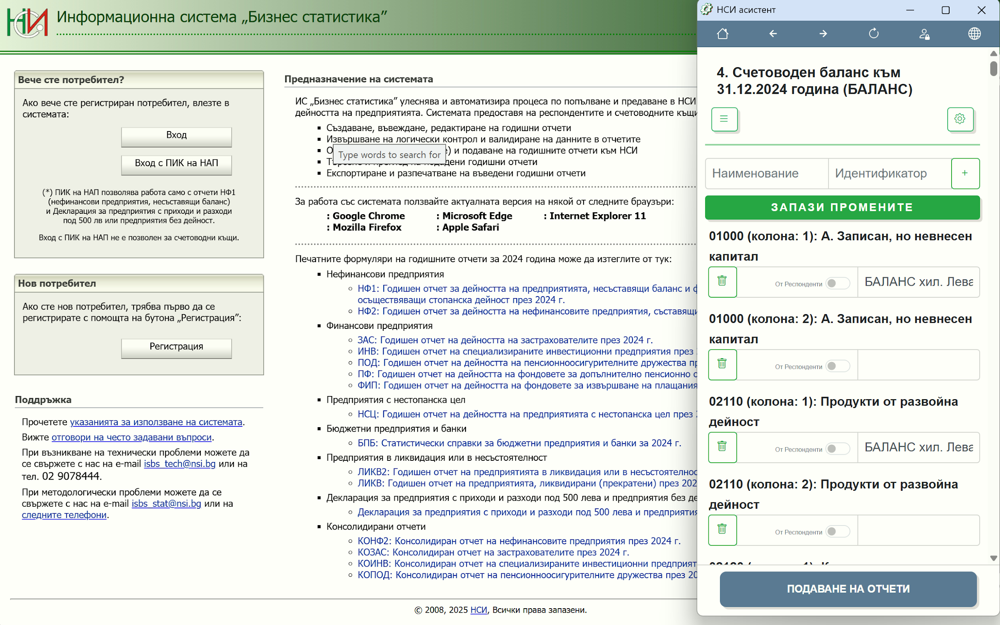 НСИ
Информационна система „Бизнес статистика”
Вече сте потребител?
Ако вече сте регистриран потребител, влезте в
системата:
Вход
Вход с ПИК на НАП
(*) ПИК на НАП позволява работа само с отчети НФ1
(нефинансови предприятия, несъставящи баланс)
и Декларация за предприятия с приходи и разходи
под 500 лв или предприятия без дейност.
Вход с ПИК на НАП не е позволен за счетоводни къщи.
Нов потребител
Ако сте нов потребител, трябва първо да се
регистрирате с помощта на бутона „Регистрация”:
Регистрация
Поддръжка
Прочетете указанията за използване на системата.
Вижте отговори на често задавани въпроси.
При възникване на технически проблеми можете да
се свържете с нас на e-mail isbs_tech@nsi.bg или на
тел. 02 9078444.
При методологически проблеми можете да се
свържете с нас на e-mail isbs_stat@nsi.bg или на
следните телефони.
Предназначение на системата
ИС „Бизнес статистика” улеснява и автоматизира процеса по попълване и предаване в НСИ
дейността на предприятията. Системата предоставя на респондентите и счетоводните къщи
Създаване, въвеждане, редактиране на годишни отчети
Извършване на логически контрол и валидиране на данните в отчетите
и подаване на годишните отчети към НСИ
Type words to search for
годишни отчети
Експортиране и разпечатване на въведени годишни отчети
За работа със системата ползвайте актуалната версия на някой от следните браузъри:
: Google Chrome : Microsoft Edge : Internet Explorer 11
: Mozilla Firefox : Apple Safari
Печатните формуляри на годишните отчети за 2024 година може да изтеглите от тук:
Нефинансови предприятия
НФ1: Годишен отчет за дейността на предприятията, несъставящи баланс и
осъществяващи стопанска дейност през 2024 г.
НФ2: Годишен отчет за дейността на нефинансовите предприятия, съставящи
Финансови предприятия
ЗАС: Годишен отчет на дейността на застрахователите през 2024 г.
ИНВ: Годишен отчет на специализираните инвестиционни предприятия през
ПОД: Годишен отчет на дейността на пенсионноосигурителните дружества
ПФ: Годишен отчет на дейността на фондовете за допълнително пенсионно
ФИП: Годишен отчет на дейността на фондовете за извършване на плащания
Предприятия с нестопанска цел
НСЦ: Годишен отчет на дейността на предприятията с нестопанска цел през
Бюджетни предприятия и банки
БПБ: Статистически справки за бюджетни предприятия и банки за 2024 г.
Предприятия в ликвидация или в несъстоятелност
ЛИКВ2: Годишен отчет на предприятията в ликвидация или в несъстоятелнос
ЛИКВ: Годишен отчет на предприятията, ликвидирани (прекратени) през 202
Декларация за предприятия с приходи и разходи под 500 лева и предприятия без де
Декларация за предприятия с приходи и разходи под 500 лева и предприятия
Консолидирани отчети
КОНФ2: Консолидиран отчет на нефинансовите предприятия през 2024 г.
КОЗАС: Консолидиран отчет на застрахователите през 2024 г.
КОИНВ: Консолидиран отчет на специализираните инвестиционни предприят
КОПОД: Консолидиран отчет на пенсионноосигурителните дружества през 20
© 2008, 2025 НСИ, Всички права запазени.
НСИ асистент
4. Счетоводен баланс към
31.12.2024 година (БАЛАНС)
Наименование Идентификатор +
ЗАПАЗИ ПРОМЕНИТЕ
01000 (колона: 1): А. Записан, но невнесен
капитал
От Респонденти БАЛАНС хил. Лева
01000 (колона: 2): А. Записан, но невнесен
капитал
От Респонденти
02110 (колона: 1): Продукти от развойна
дейност
От Респонденти БАЛАНС хил. Лева
02110 (колона: 2): Продукти от развойна
дейност
От Респонденти
ПОДАВАНЕ НА ОТЧЕТИ